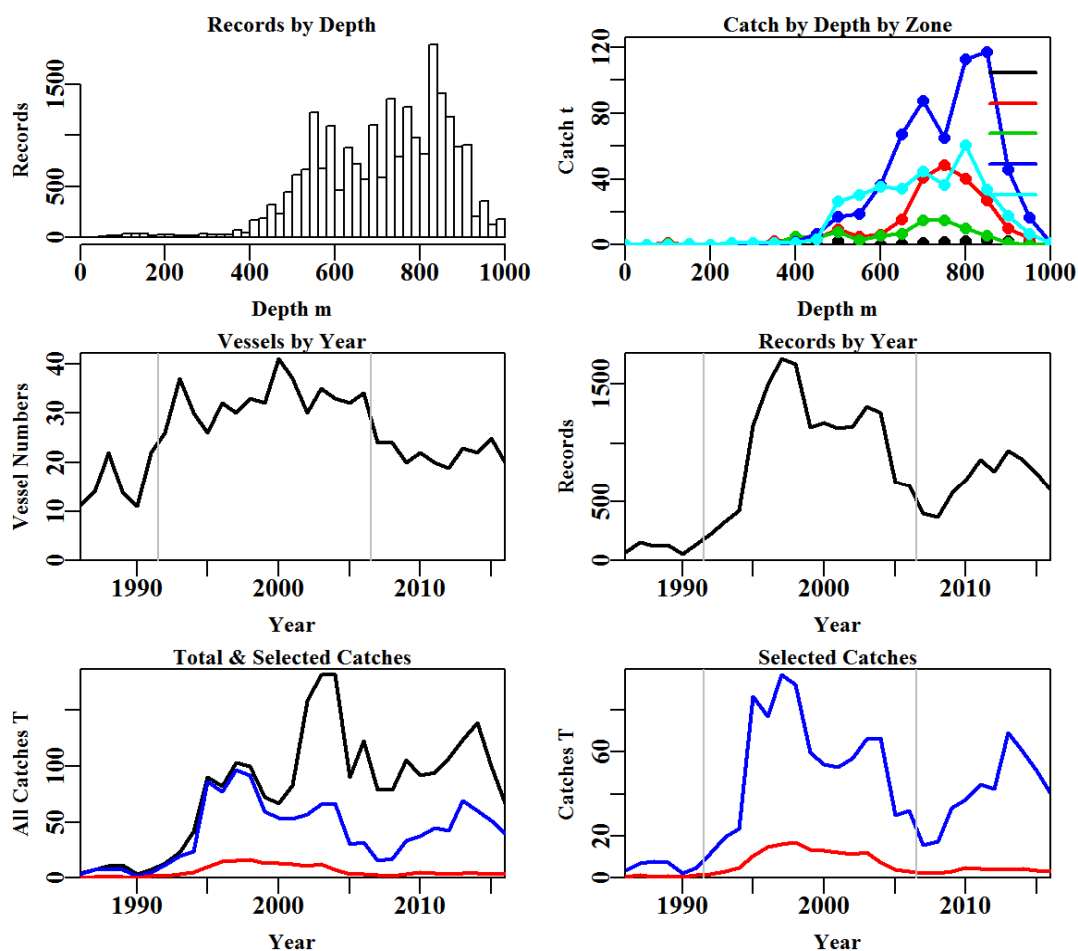 Records by Depth
Records
0
500
1500
0
200
400
600
800
1000
Depth m
Catch by Depth by Zone
Catch t
0
40
80
120
0
200
400
600
800
1000
Depth m
Vessels by Year
Vessel Numbers
0
10
20
30
40
1990
2000
2010
Year
Records by Year
Records
0
500
1500
1990
2000
2010
Year
Total & Selected Catches
All Catches T
0
50
100
1990
2000
2010
Year
Selected Catches
Catches T
0
20
60
1990
2000
2010
Year